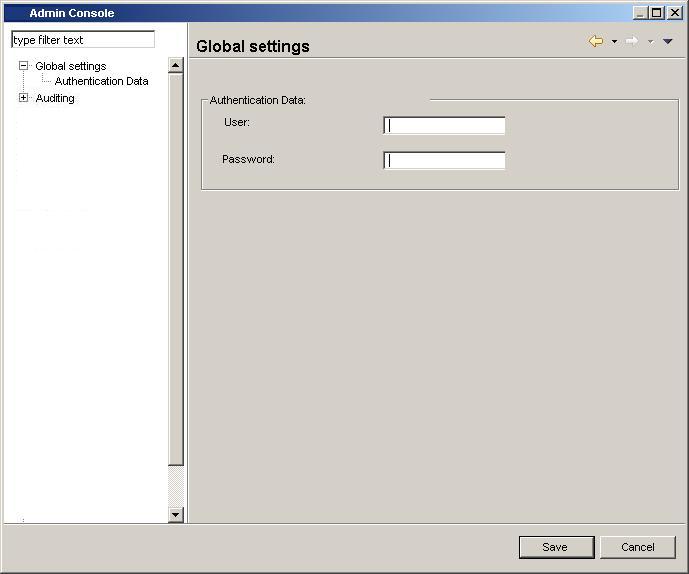 Admin Console
type filter text
Global settings
Authentication Data
Auditing
Global settings
Authentication Data:
User:
Password:
Save
Cancel